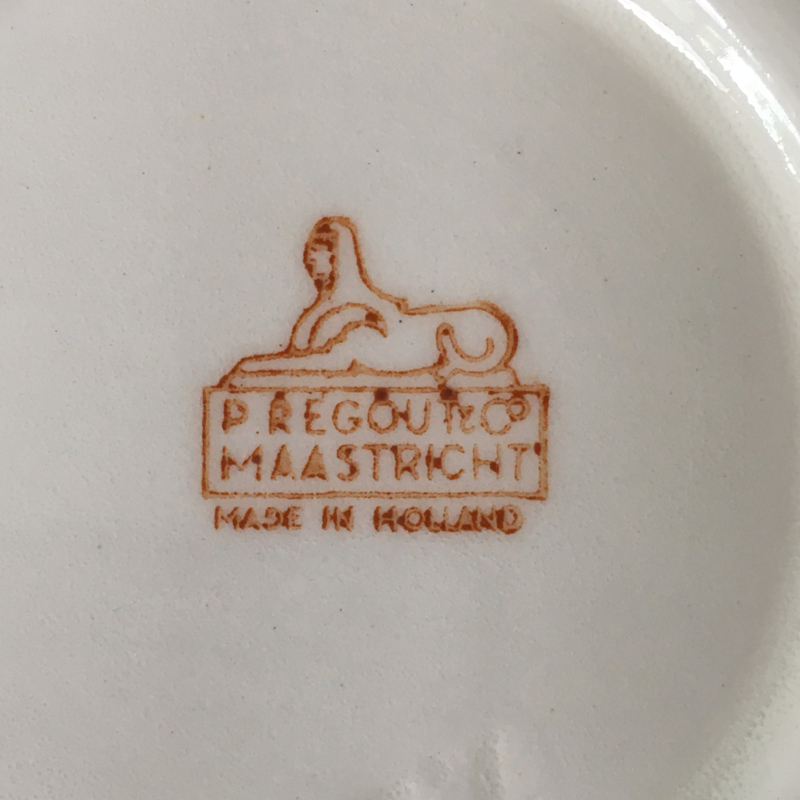 P. REGOUT & Cº
MAASTRICHT
MADE IN HOLLAND